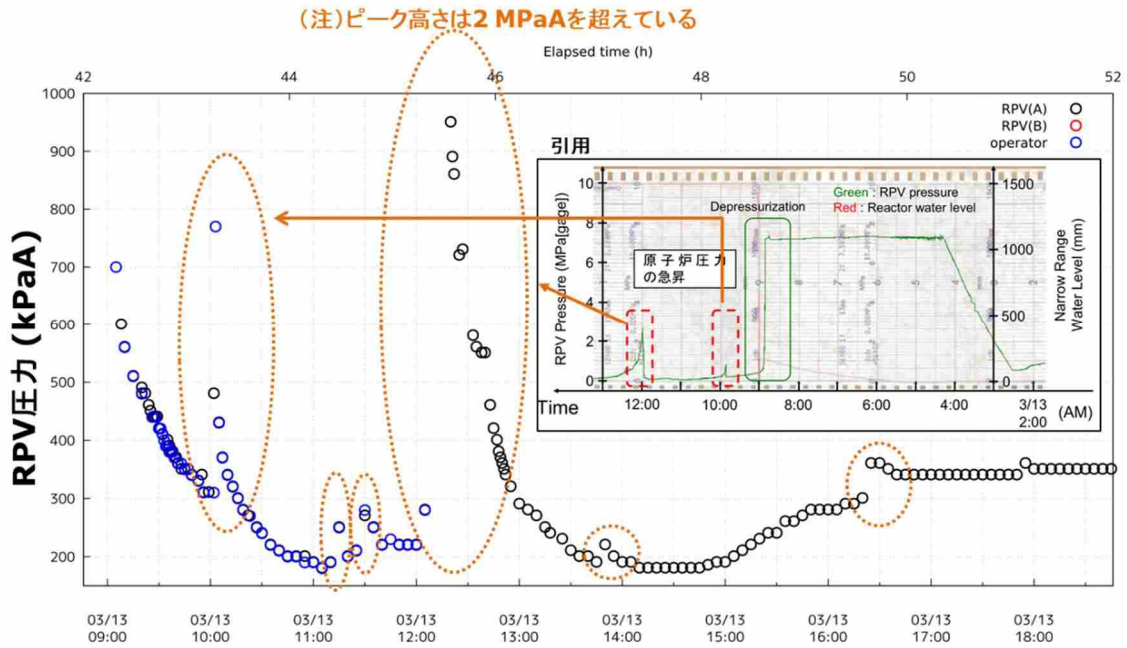 (注)ピーク高さは2 MPaAを超えている
Elapsed time (h)
42 44 46 48 50 52
1000
900
800
700
600
500
400
300
200
RPV圧力 (kPaA)
RPV(A)
RPV(B)
operator
引用
10
8
6
4
2
0
RPV Pressure (MPa[gage])
Depressurization
Green : RPV pressure
Red : Reactor water level
原子炉圧力
の急昇
1500
1000
500
0
Narrow Range
Water Level (mm)
Time
12:00 10:00 8:00 6:00 4:00 3/13
2:00
(AM)
03/13 03/13 03/13 03/13 03/13 03/13 03/13 03/13 03/13 03/13
09:00 10:00 11:00 12:00 13:00 14:00 15:00 16:00 17:00 18:00